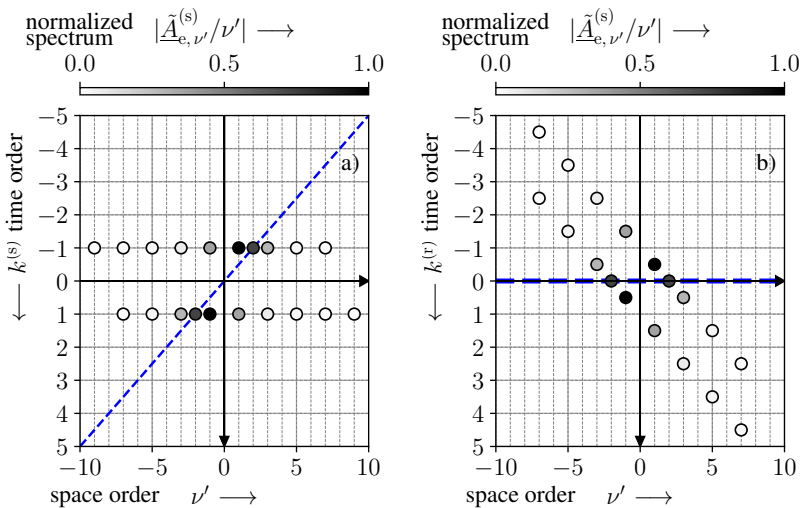 normalized
spectrum |Ã̲⁽ˢ⁾ₑ,ᵥ′/ν′| ⟶
0.0 0.5 1.0
−5
−4
−3
−2
−1
0
1
2
3
4
5
⟵ k⁽ˢ⁾ time order
a)
−10 −5 0 5 10
space order ν′ ⟶
normalized
spectrum |Ã̲⁽ˢ⁾ₑ,ᵥ′/ν′| ⟶
0.0 0.5 1.0
−5
−4
−3
−2
−1
0
1
2
3
4
5
⟵ k⁽ʳ⁾ time order
b)
−10 −5 0 5 10
space order ν′ ⟶